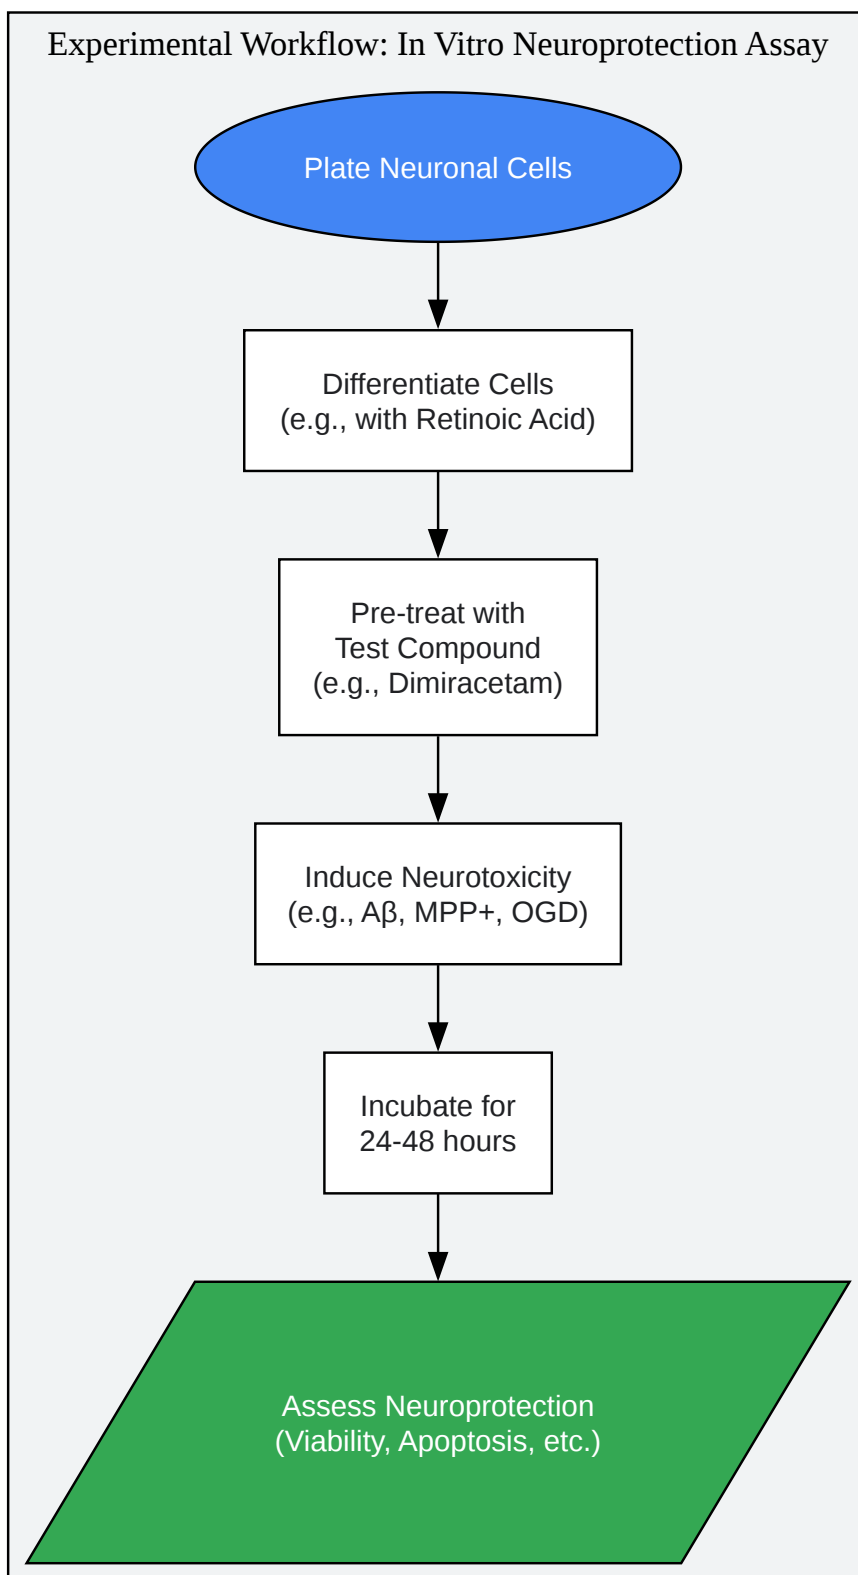 Experimental Workflow: In Vitro Neuroprotection Assay
Plate Neuronal Cells
Differentiate Cells
(e.g., with Retinoic Acid)
Pre-treat with
Test Compound
(e.g., Dimiracetam)
Induce Neurotoxicity
(e.g., Aβ, MPP+, OGD)
Incubate for
24-48 hours
Assess Neuroprotection
(Viability, Apoptosis, etc.)